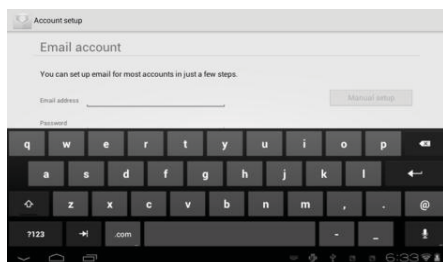 Account setup
Email account
You can set up email for most accounts in just a few steps.
Email address
Manual setup
Password
q w e r t y u i o p
a s d f g h j k l
z x c v b n m , . @
?123 .com - _
6:33